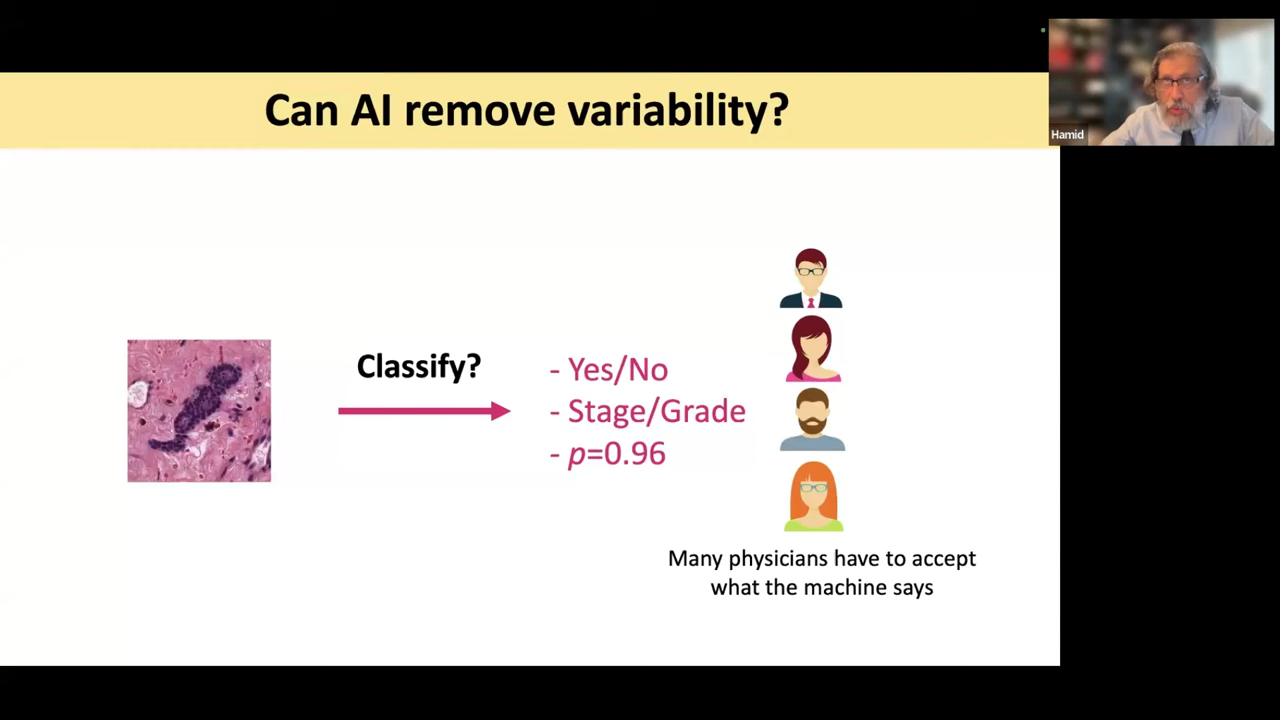 Can AI remove variability?
Hamid
Classify?
- Yes/No
- Stage/Grade
- p=0.96
Many physicians have to accept
what the machine says